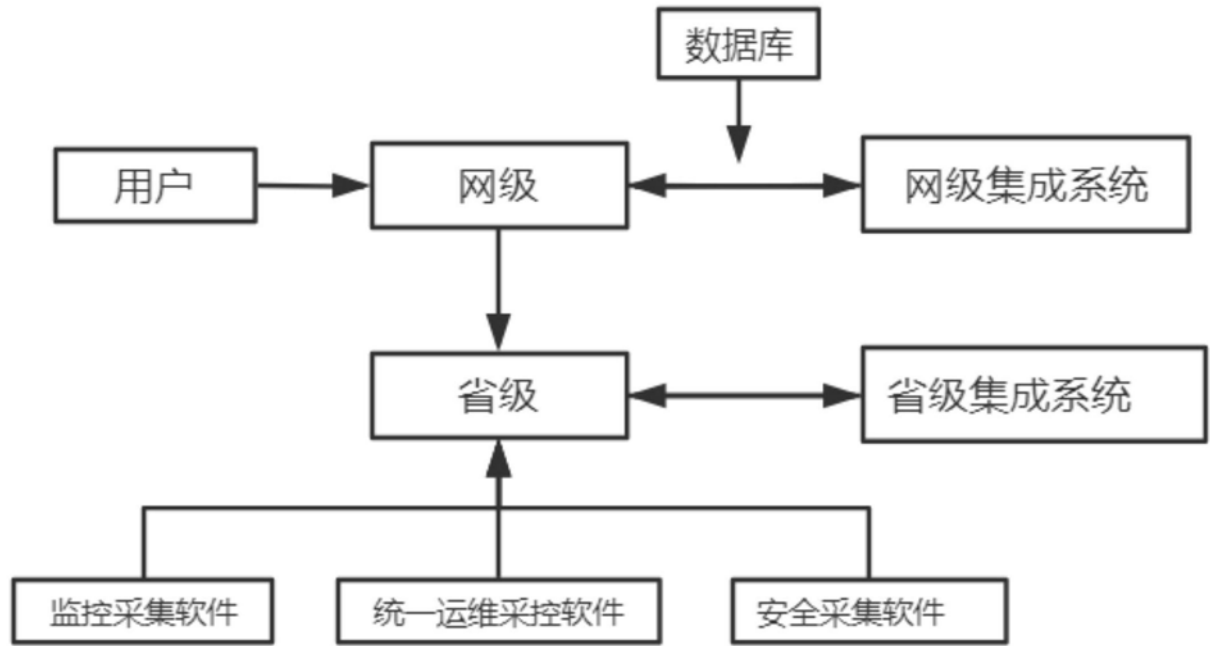 数据库
用户
网级
网级集成系统
省级
省级集成系统
监控采集软件
统一运维采控软件
安全采集软件